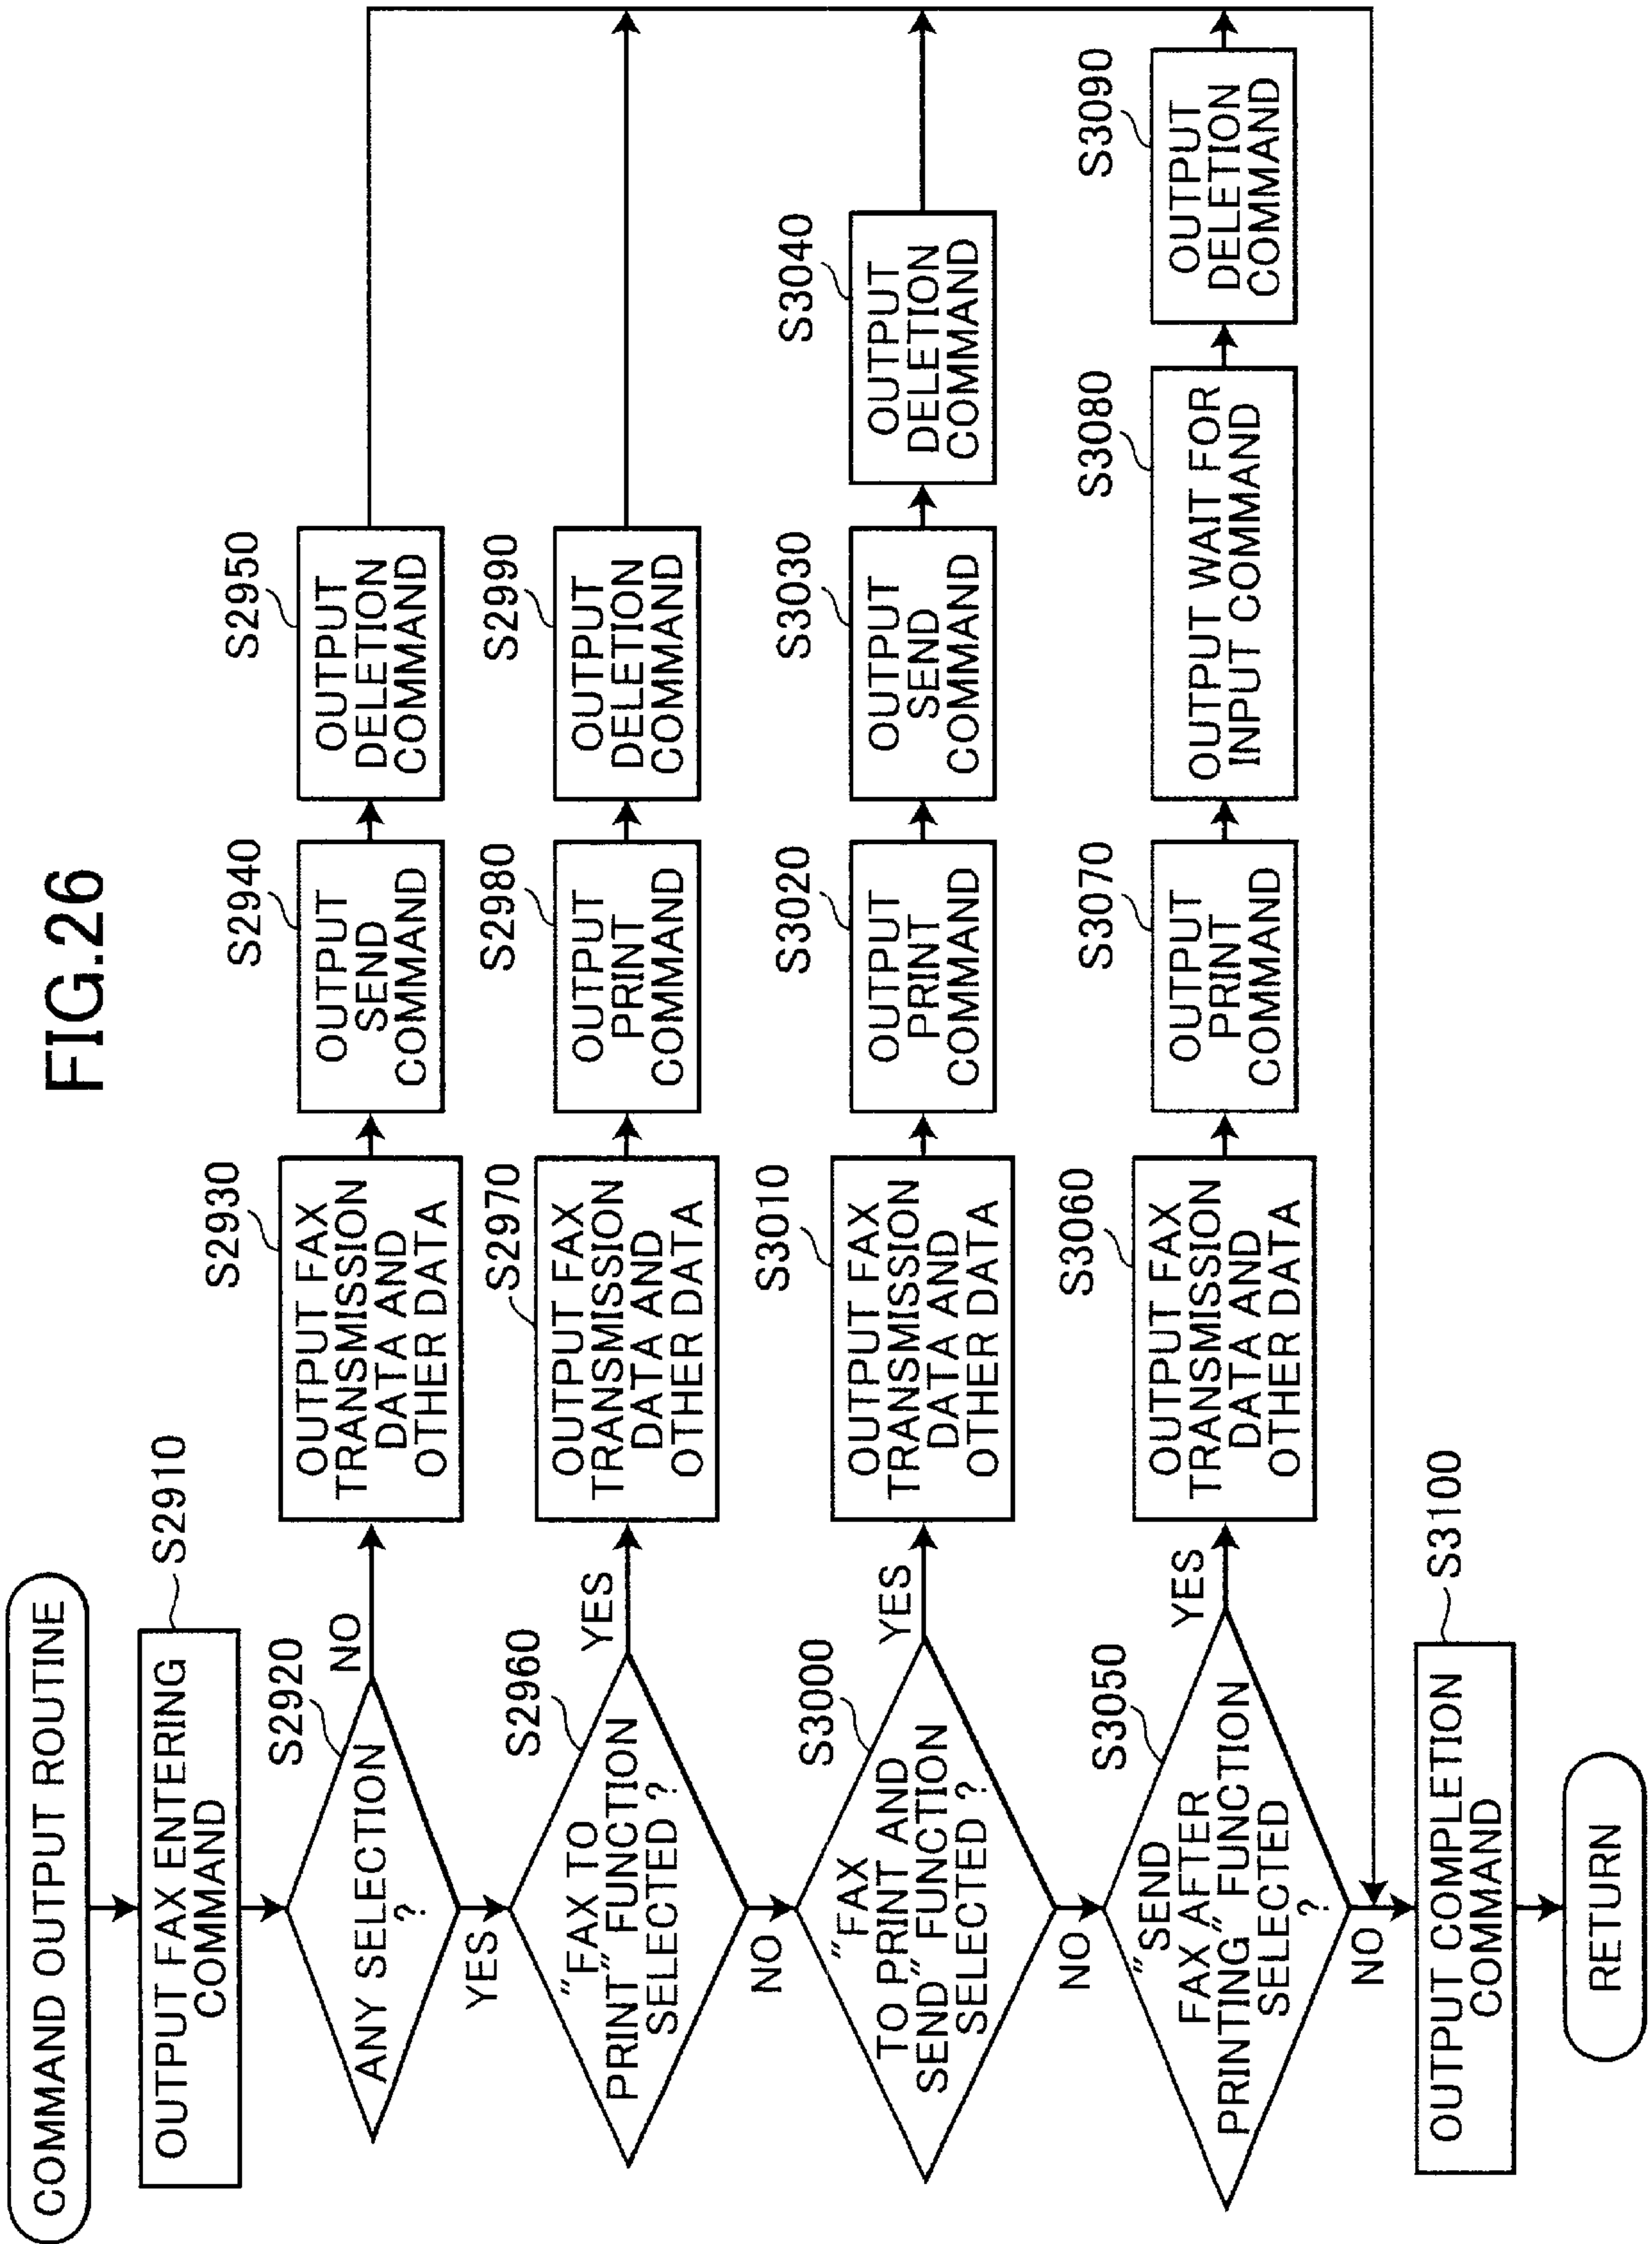 FIG.26
COMMAND OUTPUT ROUTINE
S2910
OUTPUT FAX ENTERING
COMMAND
S2920
ANY SELECTION
?
NO
YES
S2930
OUTPUT FAX
TRANSMISSION
DATA AND
OTHER DATA
S2940
OUTPUT
SEND
COMMAND
S2950
OUTPUT
DELETION
COMMAND
S2960
"FAX TO
PRINT" FUNCTION
SELECTED ?
YES
NO
S2970
OUTPUT FAX
TRANSMISSION
DATA AND
OTHER DATA
S2980
OUTPUT
PRINT
COMMAND
S2990
OUTPUT
DELETION
COMMAND
S3000
"FAX
TO PRINT AND
SEND" FUNCTION
SELECTED ?
YES
NO
S3010
OUTPUT FAX
TRANSMISSION
DATA AND
OTHER DATA
S3020
OUTPUT
PRINT
COMMAND
S3030
OUTPUT
SEND
COMMAND
S3040
OUTPUT
DELETION
COMMAND
S3050
"SEND
FAX AFTER
PRINTING" FUNCTION
SELECTED
?
YES
NO
S3060
OUTPUT FAX
TRANSMISSION
DATA AND
OTHER DATA
S3070
OUTPUT
PRINT
COMMAND
S3080
OUTPUT WAIT FOR
INPUT COMMAND
S3090
OUTPUT
DELETION
COMMAND
S3100
OUTPUT COMPLETION
COMMAND
RETURN